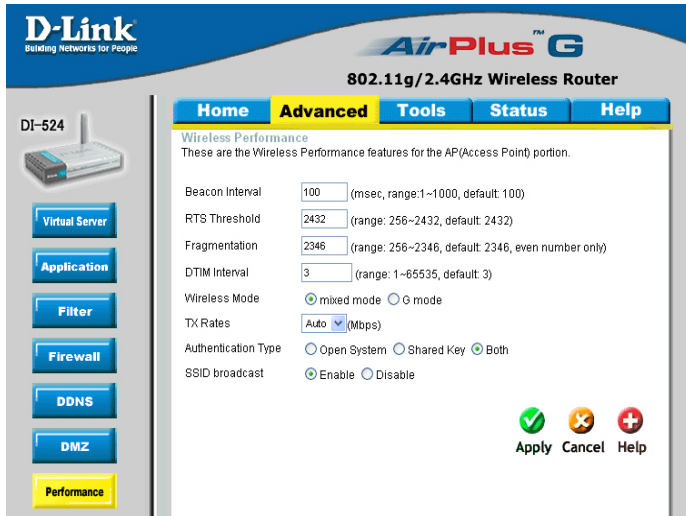 D-Link
Building Networks for People
AirPlus™ G
802.11g/2.4GHz Wireless Router
DI-524
Home Advanced Tools Status Help
Wireless Performance
These are the Wireless Performance features for the AP(Access Point) portion.
Beacon Interval 100 (msec, range:1~1000, default: 100)
RTS Threshold 2432 (range: 256~2432, default: 2432)
Fragmentation 2346 (range: 256~2346, default: 2346, even number only)
DTIM Interval 3 (range: 1~65535, default: 3)
Wireless Mode mixed mode G mode
TX Rates Auto (Mbps)
Authentication Type Open System Shared Key Both
SSID broadcast Enable Disable
Apply Cancel Help
Virtual Server
Application
Filter
Firewall
DDNS
DMZ
Performance